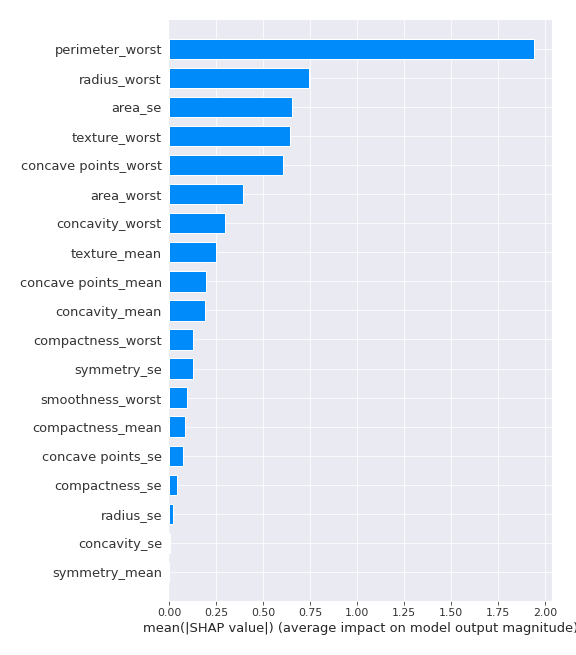 perimeter_worst
radius_worst
area_se
texture_worst
concave points_worst
area_worst
concavity_worst
texture_mean
concave points_mean
concavity_mean
compactness_worst
symmetry_se
smoothness_worst
compactness_mean
concave points_se
compactness_se
radius_se
concavity_se
symmetry_mean
0.00 0.25 0.50 0.75 1.00 1.25 1.50 1.75 2.00
mean(|SHAP value|) (average impact on model output magnitude)